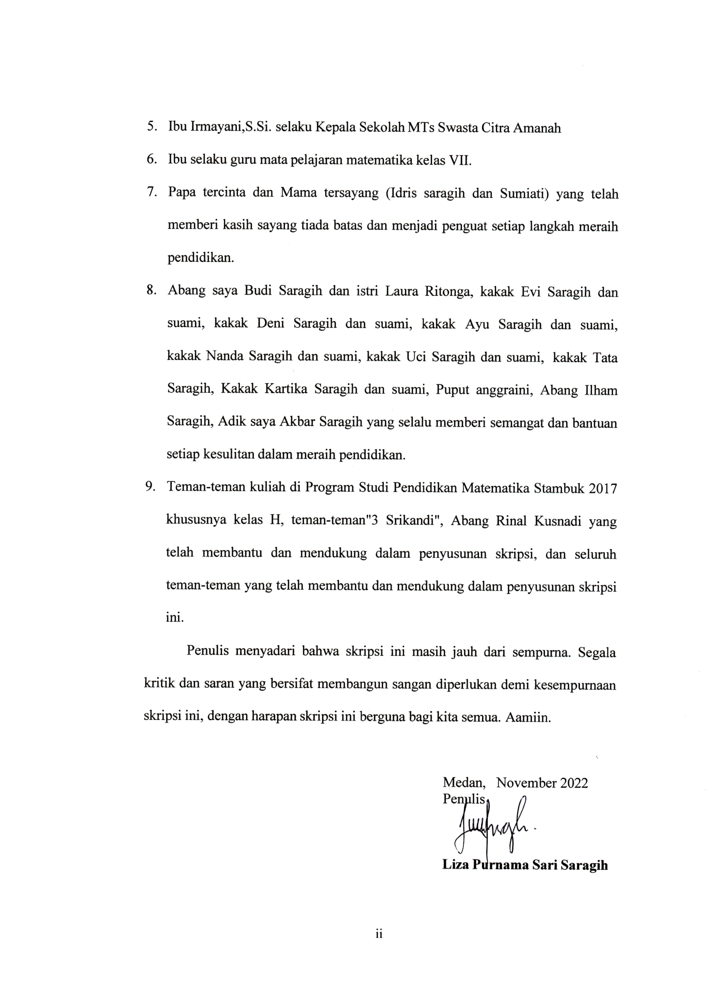 5. Ibu Irmayani,S.Si. selaku Kepala Sekolah MTs Swasta Citra Amanah
6. Ibu selaku guru mata pelajaran matematika kelas VII.
7. Papa tercinta dan Mama tersayang (Idris saragih dan Sumiati) yang telah
memberi kasih sayang tiada batas dan menjadi penguat setiap langkah meraih
pendidikan.
8. Abang saya Budi Saragih dan istri Laura Ritonga, kakak Evi Saragih dan
suami, kakak Deni Saragih dan suami, kakak Ayu Saragih dan suami,
kakak Nanda Saragih dan suami, kakak Uci Saragih dan suami, kakak Tata
Saragih, Kakak Kartika Saragih dan suami, Puput anggraini, Abang Ilham
Saragih, Adik saya Akbar Saragih yang selalu memberi semangat dan bantuan
setiap kesulitan dalam meraih pendidikan.
9. Teman-teman kuliah di Program Studi Pendidikan Matematika Stambuk 2017
khususnya kelas H, teman-teman"3 Srikandi", Abang Rinal Kusnadi yang
telah membantu dan mendukung dalam penyusunan skripsi, dan seluruh
teman-teman yang telah membantu dan mendukung dalam penyusunan skripsi
ini.
Penulis menyadari bahwa skripsi ini masih jauh dari sempurna. Segala
kritik dan saran yang bersifat membangun sangan diperlukan demi kesempurnaan
skripsi ini, dengan harapan skripsi ini berguna bagi kita semua. Aamiin.
Medan, November 2022
Penulis,
Liza Purnama Sari Saragih
ii